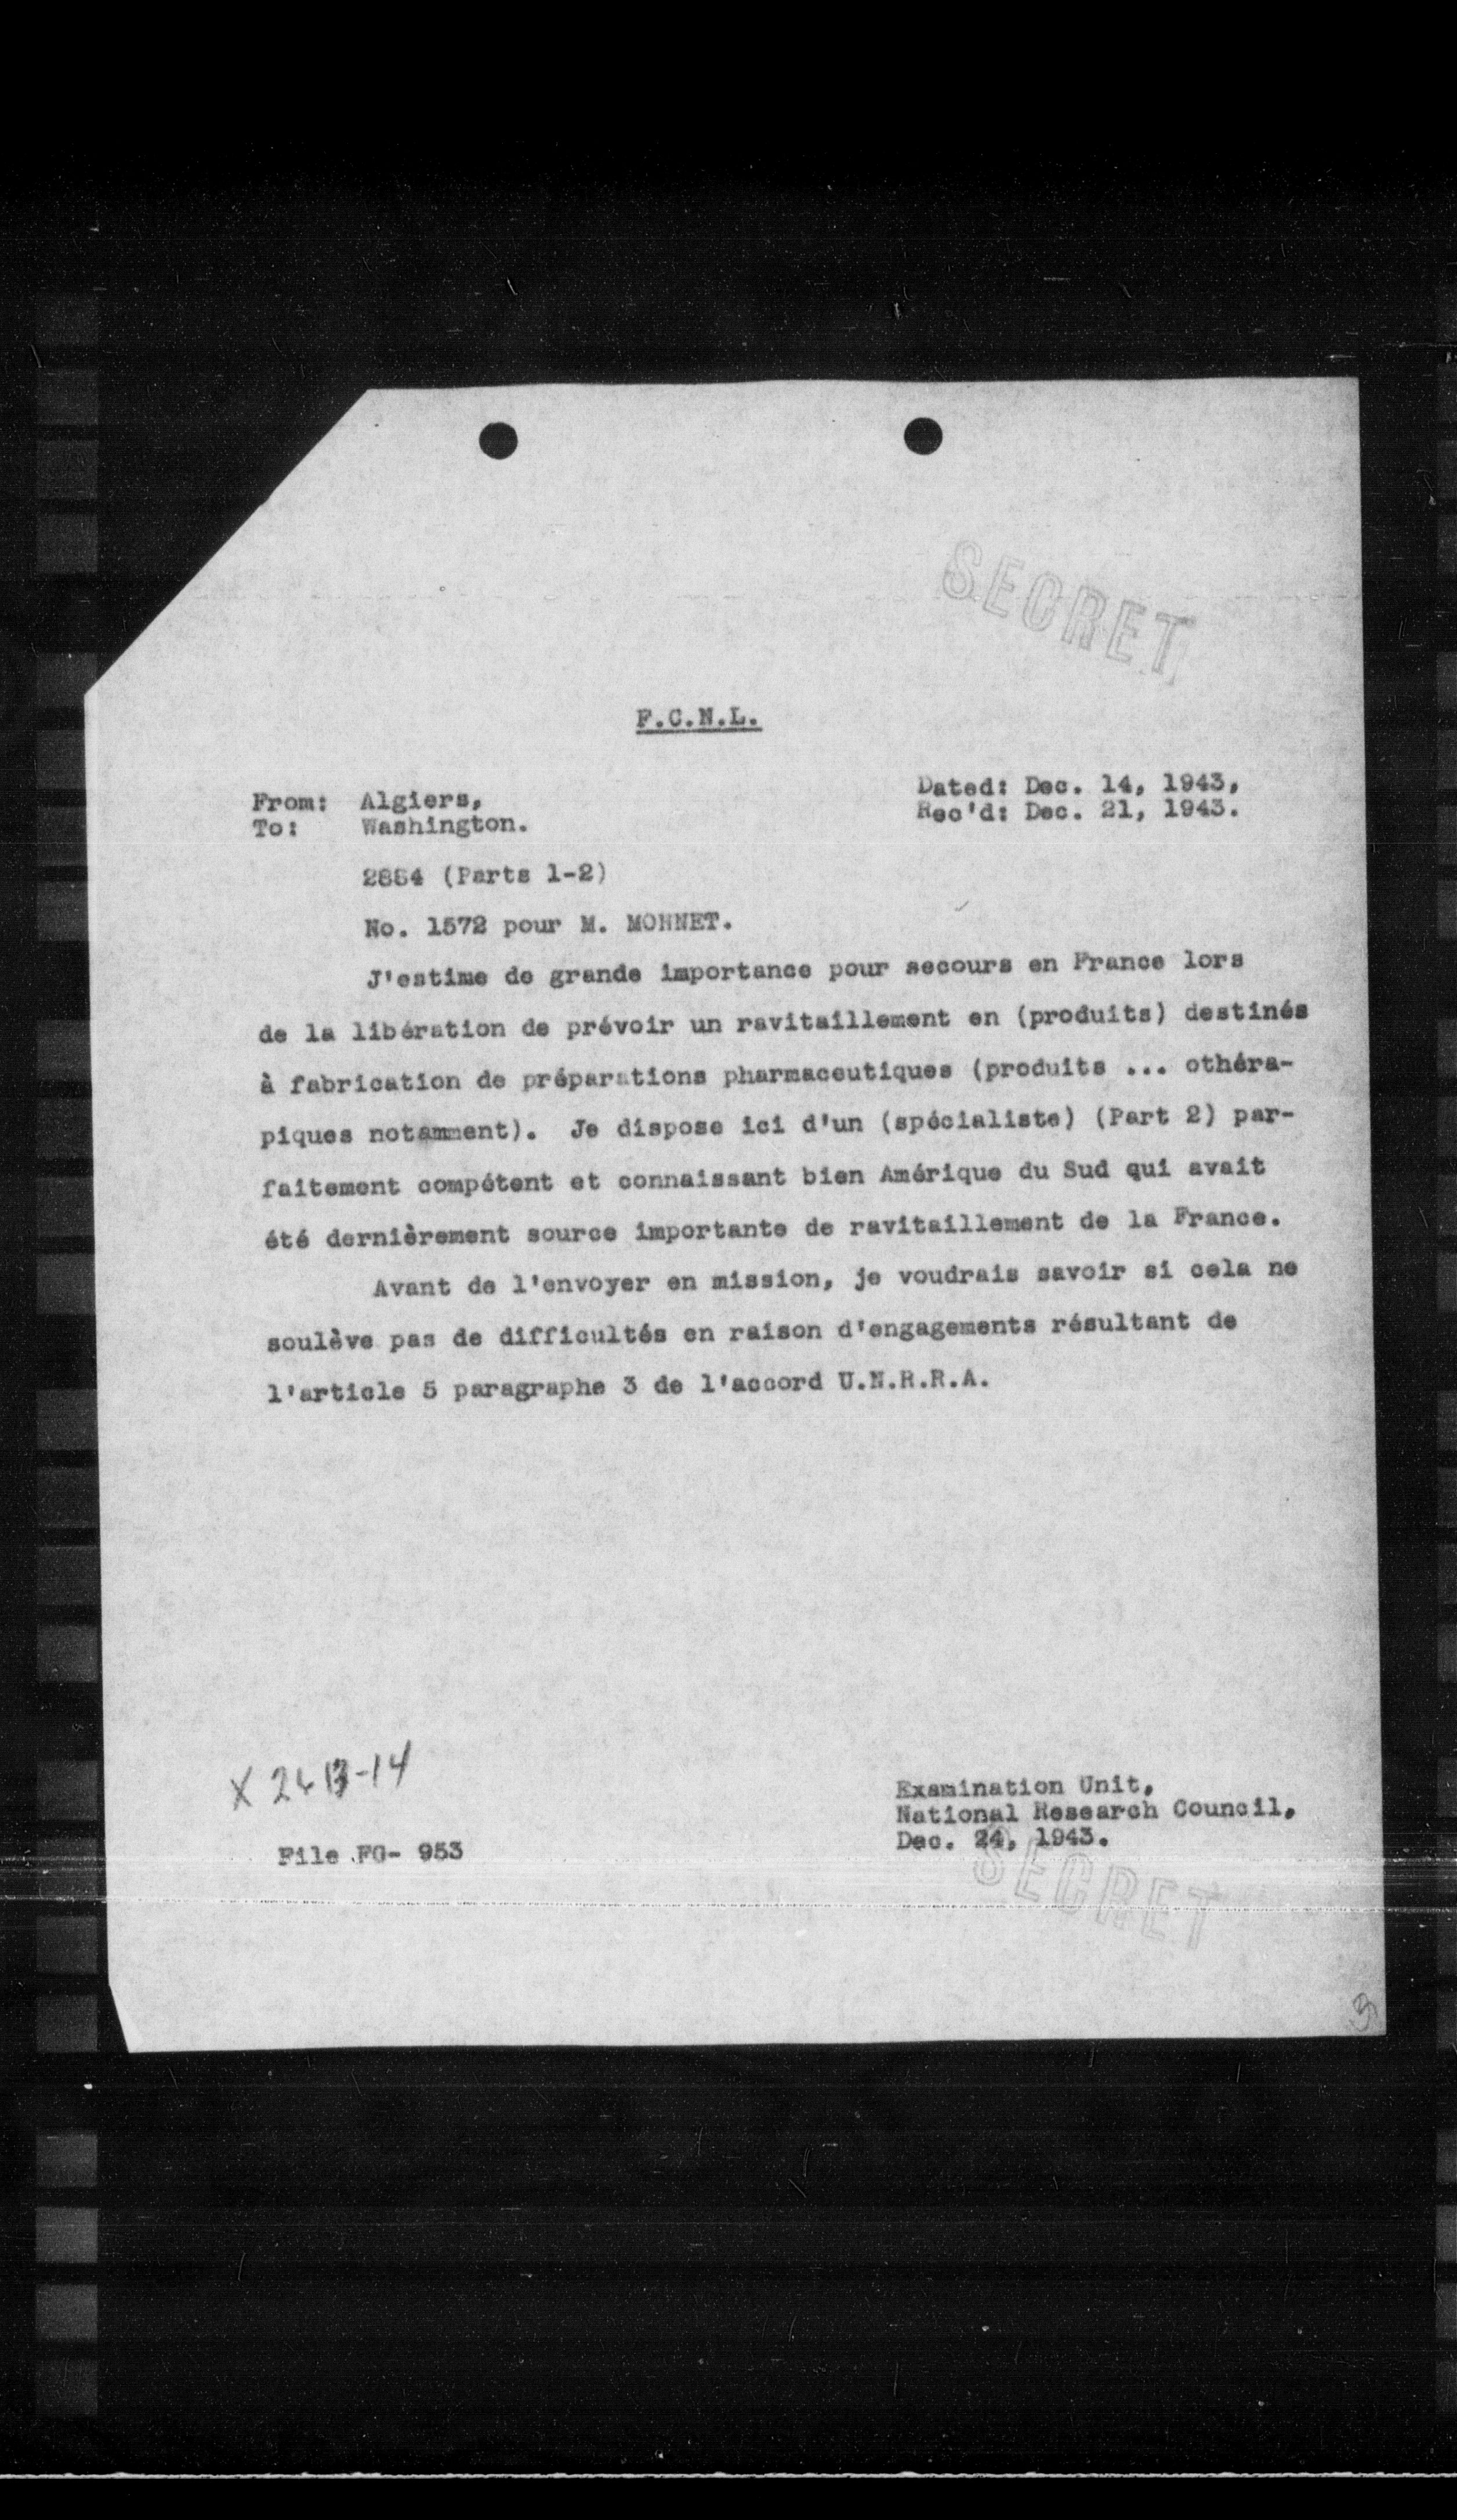 SECRET
F.C.N.L.
From: Algiers,
To: Washington.
Dated: Dec. 14, 1943,
Rec'd: Dec. 21, 1943.
2884 (Parts 1-2)
No. 1572 pour M. MONNET.
J'estime de grande importance pour secours en France lors
de la libération de prévoir un ravitaillement en (produits) destinés
à fabrication de préparations pharmaceutiques (produits ... othéra-
piques notamment). Je dispose ici d'un (spécialiste) (Part 2) par-
faitement compétent et connaissant bien Amérique du Sud qui avait
été dernièrement source importante de ravitaillement de la France.
Avant de l'envoyer en mission, je voudrais savoir si cela ne
soulève pas de difficultés en raison d'engagements résultant de
l'article 5 paragraphe 3 de l'accord U.N.R.R.A.
X 2413-14
File FG- 953
Examination Unit,
National Research Council,
Dec. 24, 1943.
SECRET